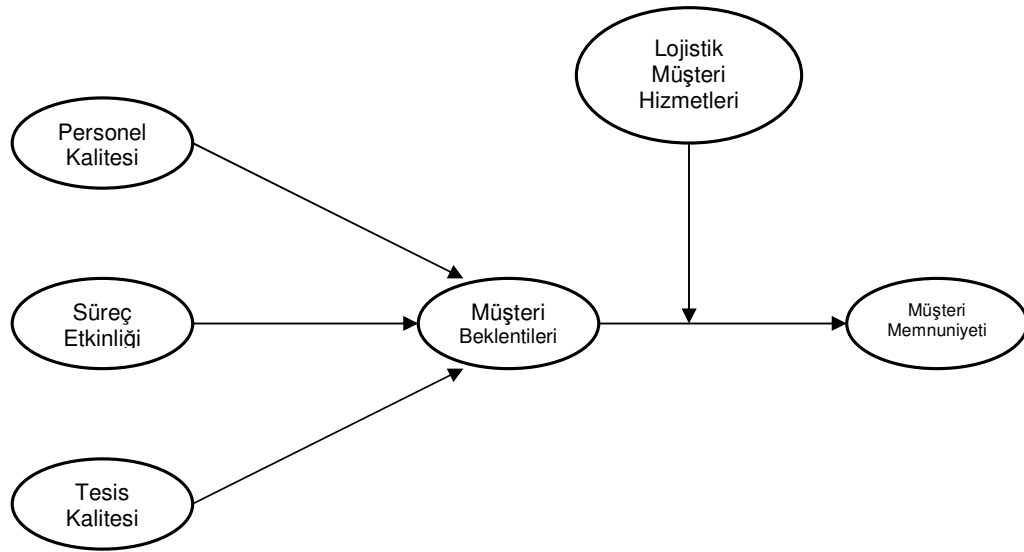 Lojistik
Müşteri
Hizmetleri
Personel
Kalitesi
Süreç
Etkinliği
Müşteri
Beklentileri
Müşteri
Memnuniyeti
Tesis
Kalitesi